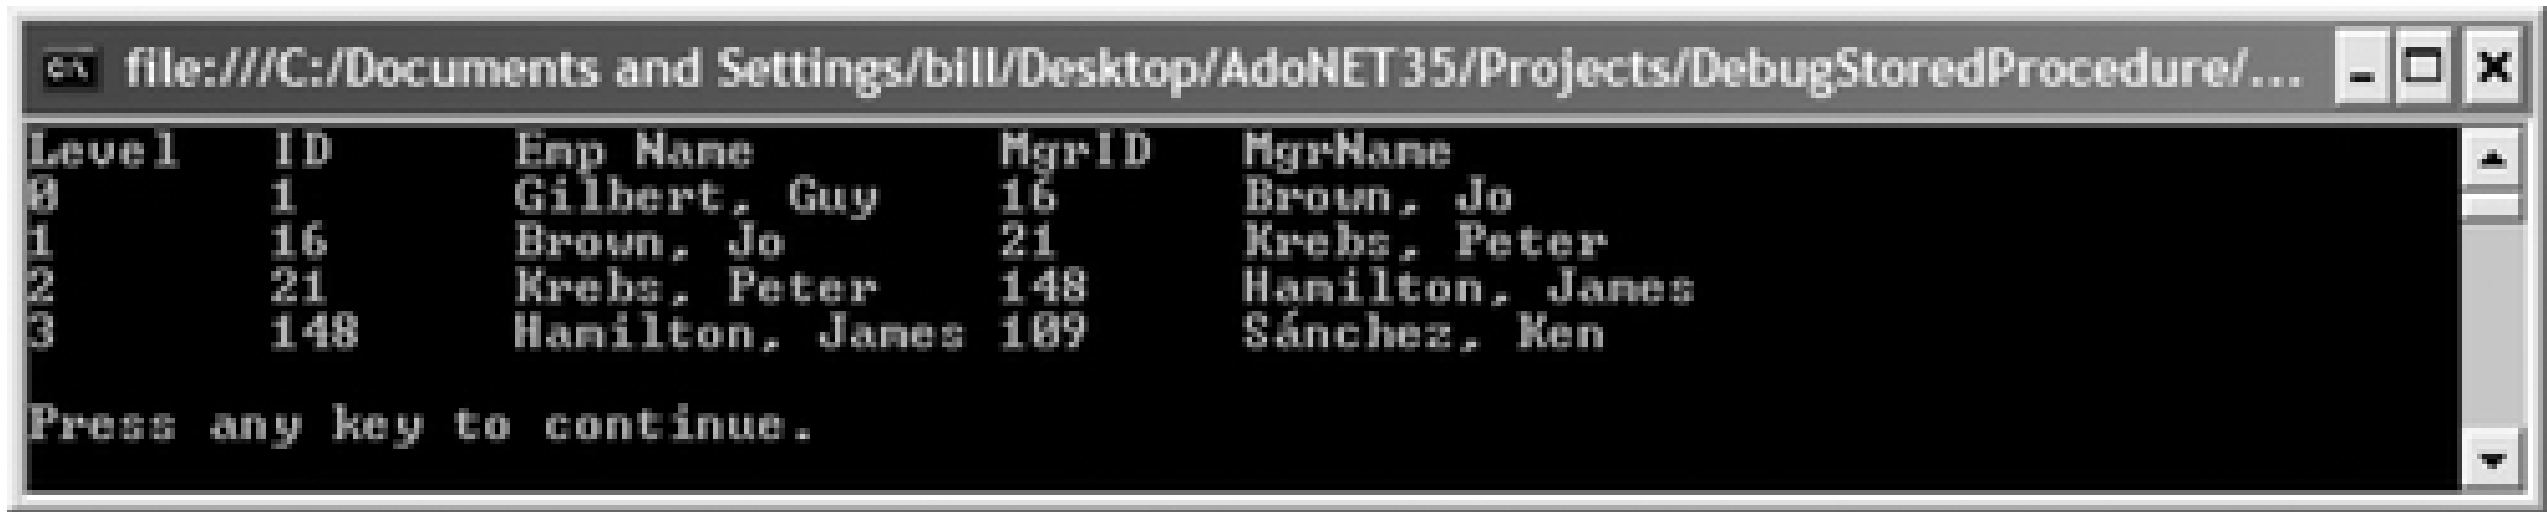 file:///C:/Documents and Settings/bill/Desktop/AdoNET35/Projects/DebugStoredProcedure/...
Level ID Emp Name MgrID MgrName
0 1 Gilbert, Guy 16 Brown, Jo
1 16 Brown, Jo 21 Krebs, Peter
2 21 Krebs, Peter 148 Hamilton, James
3 148 Hamilton, James 109 Sánchez, Ken
Press any key to continue.